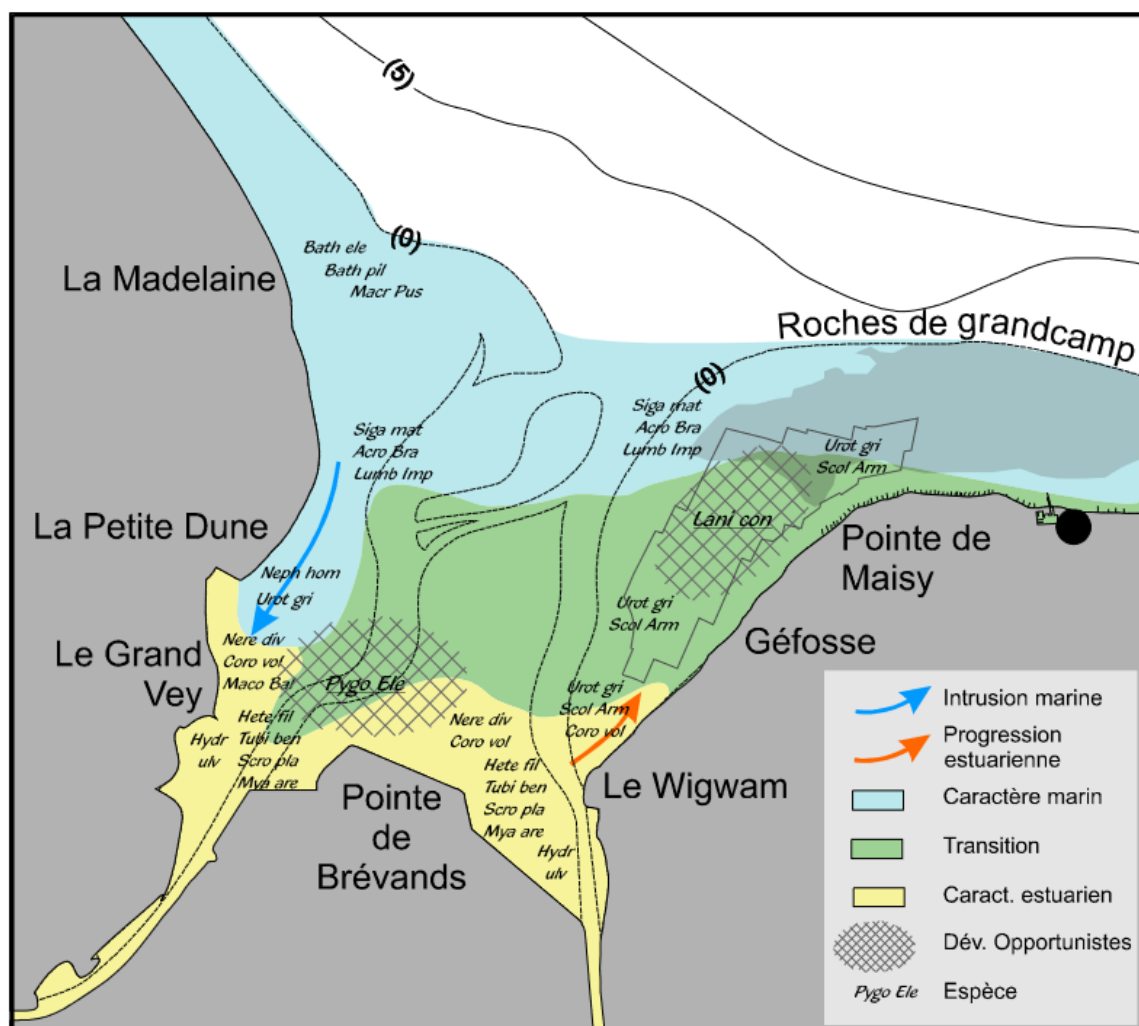 (5)
(0)
Bath ele
Bath pil
Macr Pus
La Madelaine
Roches de grandcamp
(0)
Siga mat
Acro Bra
Lumb Imp
Siga mat
Acro Bra
Lumb Imp
Urot gri
Scol Arm
La Petite Dune
Lani con
Pointe de
Maisy
Neph hom
Urot gri
Urot gri
Scol Arm
Géfosse
Le Grand
Vey
Nere div
Coro vol
Maco Bal
Pygo Ele
Urot gri
Scol Arm
Coro vol
Nere div
Coro vol
Hydr
ulv
Hete fil
Tubi ben
Scro pla
Mya are
Hete fil
Tubi ben
Scro pla
Mya are
Hydr
ulv
Le Wigwam
Pointe
de
Brévands
Intrusion marine
Progression
estuarienne
Caractère marin
Transition
Caract. estuarien
Dév. Opportunistes
Pygo Ele
Espèce